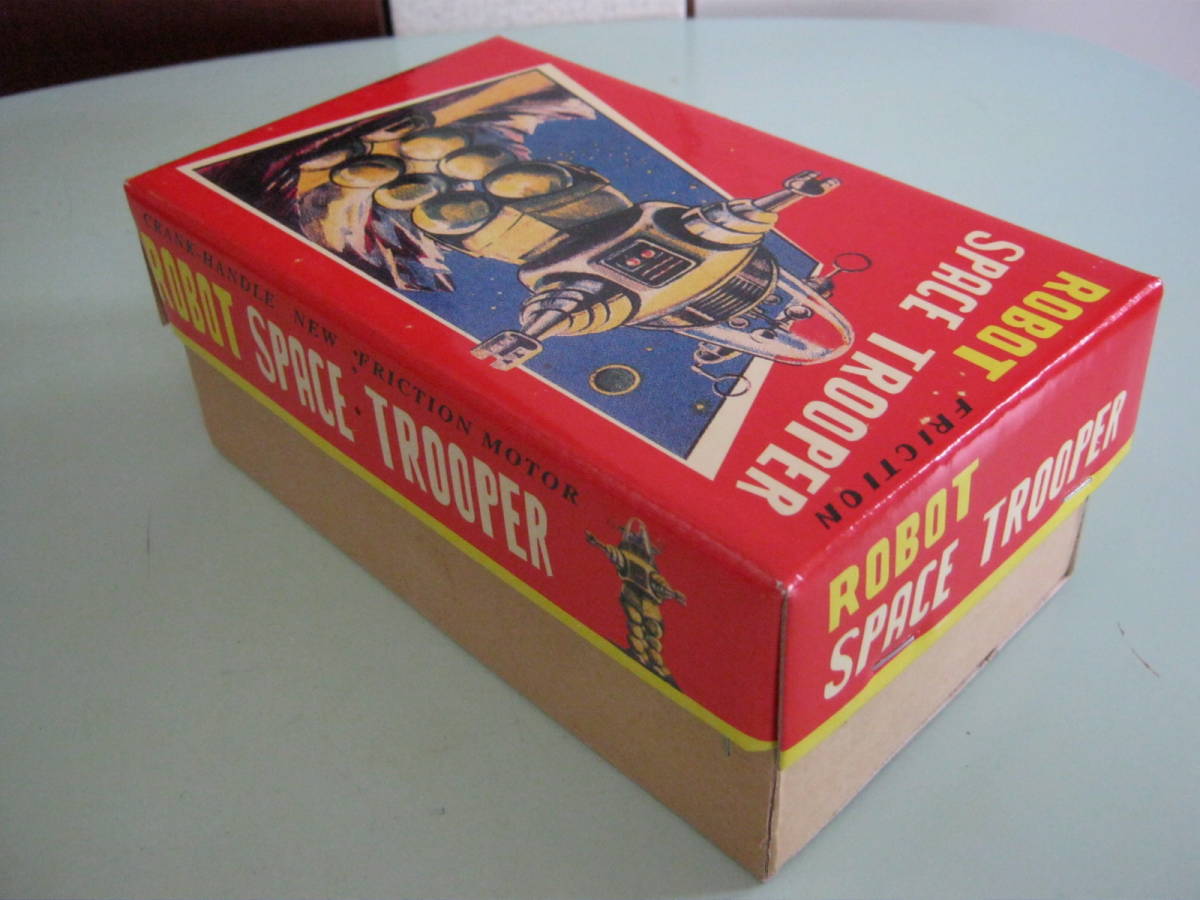 ROBOT
SPACE TROOPER
FRICTION
CRANK-HANDLE NEW FRICTION MOTOR
ROBOT SPACE TROOPER
ROBOT
SPACE TROOPER